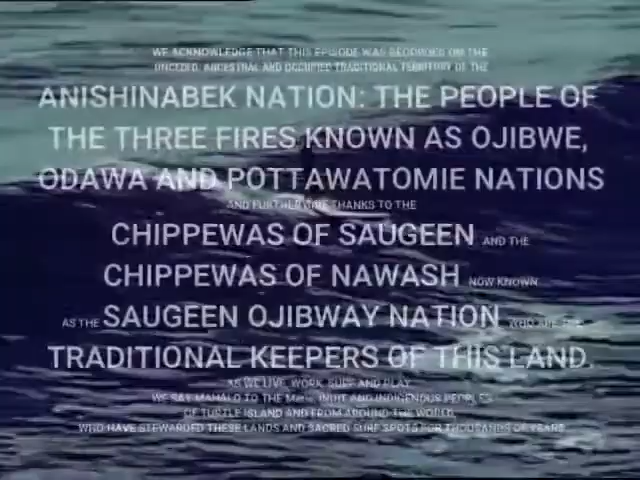 WE ACKNOWLEDGE THAT THIS EPISODE WAS RECORDED ON THE
UNCEDED, ANCESTRAL AND OCCUPIED TRADITIONAL TERRITORY OF THE
ANISHINABEK NATION: THE PEOPLE OF
THE THREE FIRES KNOWN AS OJIBWE,
ODAWA AND POTTAWATOMIE NATIONS
AND FURTHER GIVE THANKS TO THE
CHIPPEWAS OF SAUGEEN AND THE
CHIPPEWAS OF NAWASH NOW KNOWN
AS THE SAUGEEN OJIBWAY NATION, WHO ARE THE
TRADITIONAL KEEPERS OF THIS LAND.
AS WE LIVE, WORK, SURF AND PLAY
WE SAY MAHALO TO THE INUIT AND INDIGENOUS PEOPLES
OF TURTLE ISLAND AND FROM AROUND THE WORLD,
WHO HAVE STEWARDED THESE LANDS AND SACRED SURF SPOTS FOR THOUSANDS OF YEARS